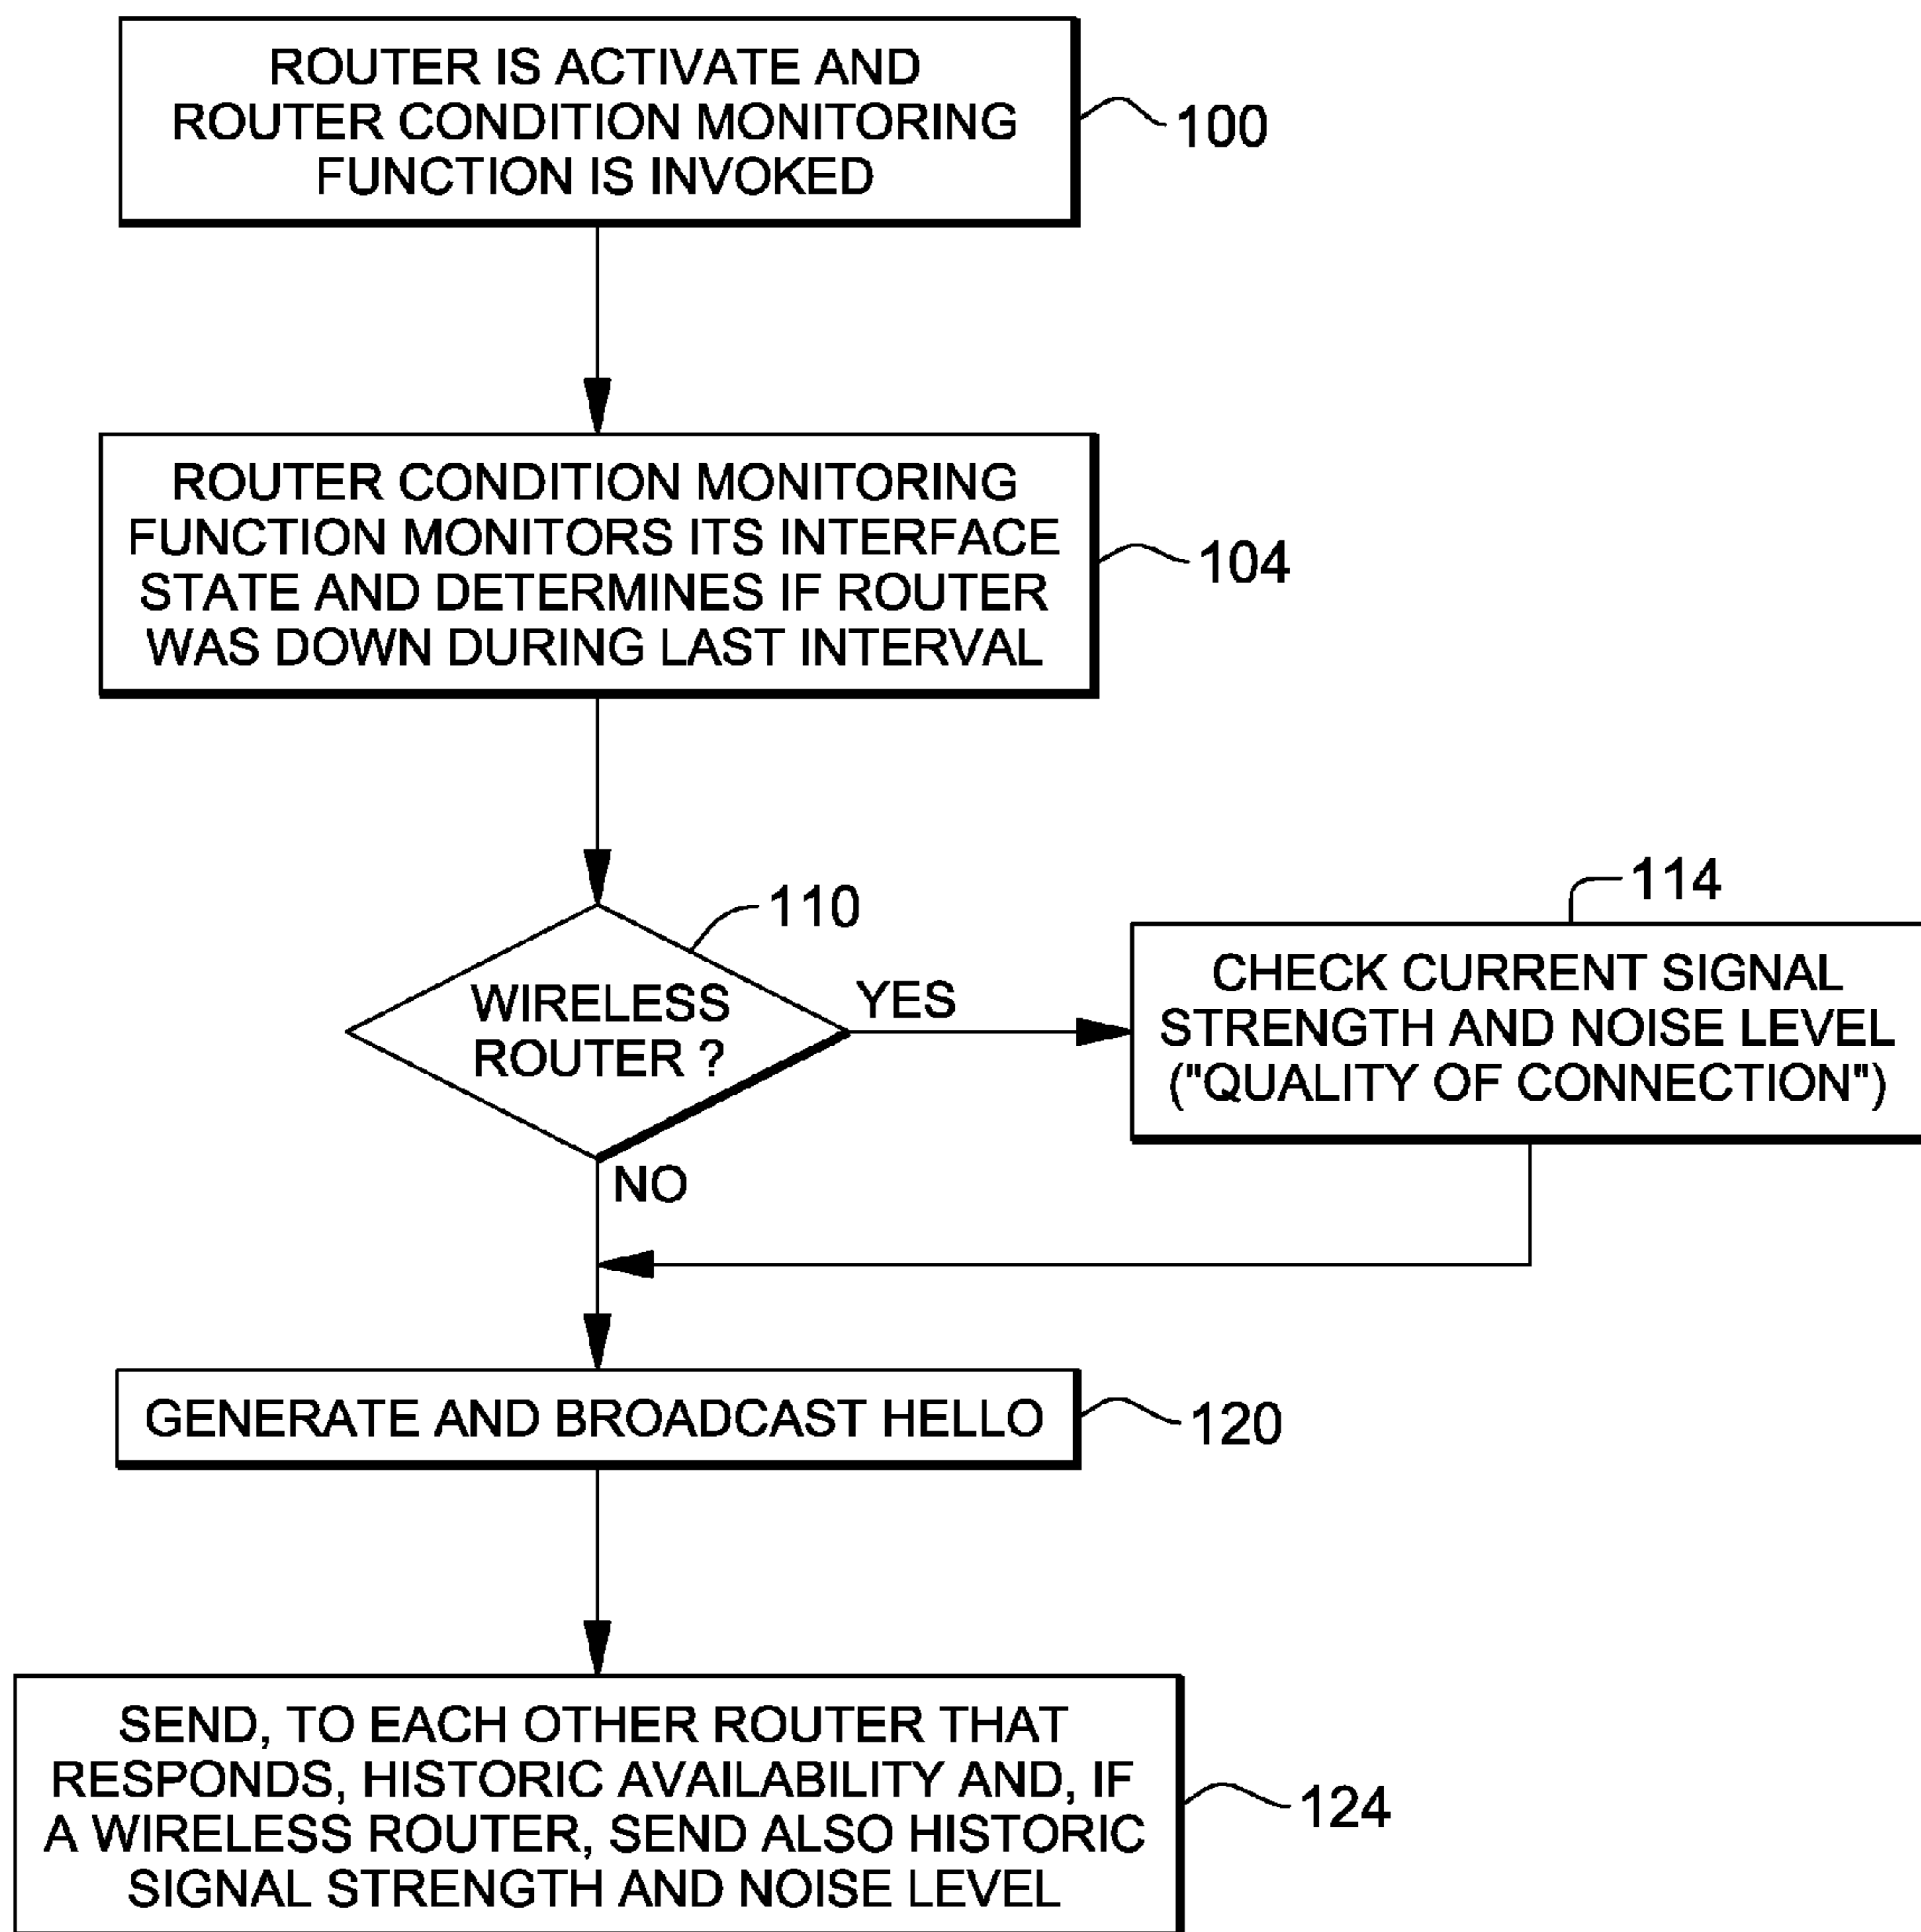 ROUTER IS ACTIVATE AND
ROUTER CONDITION MONITORING
FUNCTION IS INVOKED
100
ROUTER CONDITION MONITORING
FUNCTION MONITORS ITS INTERFACE
STATE AND DETERMINES IF ROUTER
WAS DOWN DURING LAST INTERVAL
104
110
WIRELESS
ROUTER ?
YES
NO
114
CHECK CURRENT SIGNAL
STRENGTH AND NOISE LEVEL
("QUALITY OF CONNECTION")
GENERATE AND BROADCAST HELLO
120
SEND, TO EACH OTHER ROUTER THAT
RESPONDS, HISTORIC AVAILABILITY AND, IF
A WIRELESS ROUTER, SEND ALSO HISTORIC
SIGNAL STRENGTH AND NOISE LEVEL
124